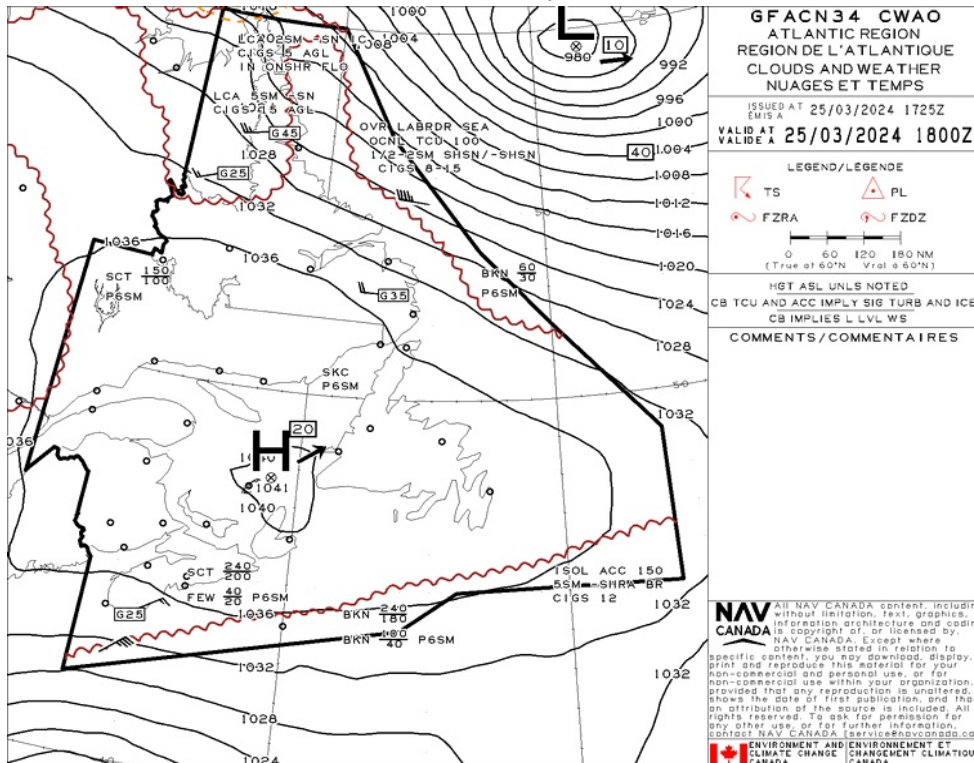 GFACN34 CWAO
ATLANTIC REGION
REGION DE L'ATLANTIQUE
CLOUDS AND WEATHER
NUAGES ET TEMPS
ISSUED AT
EMIS A
25/03/2024 1725Z
VALID AT
VALIDE A
25/03/2024 1800Z
LEGEND/LÉGENDE
TS
PL
FZRA
FZDZ
0 60 120 180 NM
(True at 60°N Vrai à 60°N)
HGT ASL UNLS NOTED
CB TCU AND ACC IMPLY SIG TURB AND ICE
CB IMPLIES L LVL WS
COMMENTS/COMMENTAIRES
LCA 2SM -SN IC
CIGS 5 AGL
IN ONSHR FLO
LCA 5SM -SN
CIGS 15 AGL
OVR LABRDR SEA
OCNL TCU 100
1/2-2SM SHSN/-SHSN
CIGS 8-15
L
980
10
1000
1004
1008
992
996
1000
1004
1008
1012
1016
1020
1024
1028
1032
40
G45
1028
G25
1032
50
1036
1036
SCT 150/100
P6SM
BKN 60/30
P6SM
G35
SKC
P6SM
50
1036
H
20
1041
1040
SCT 240/200
FEW 40/20 P6SM
G25
1036
BKN 240/180
BKN 100/40 P6SM
ISOL ACC 150
5SM -SHRA BR
CIGS 12
1032
1032
1032
1028
1024
NAV CANADA
All NAV CANADA content, including
without limitation, text, graphics,
information architecture and coding
is copyright of, or licensed by,
NAV CANADA. Except where
otherwise stated in relation to
specific content, you may download, display,
print and reproduce this material for your
non-commercial and personal use, or for
non-commercial use within your organization,
provided that any reproduction is unaltered,
shows the date of first publication, and that
an attribution of the source is included. All
rights reserved. To ask for permission for
any other use, or for further information,
contact NAV CANADA [service@navcanada.ca
ENVIRONMENT AND
CLIMATE CHANGE
CANADA
ENVIRONNEMENT ET
CHANGEMENT CLIMATIQUE
CANADA